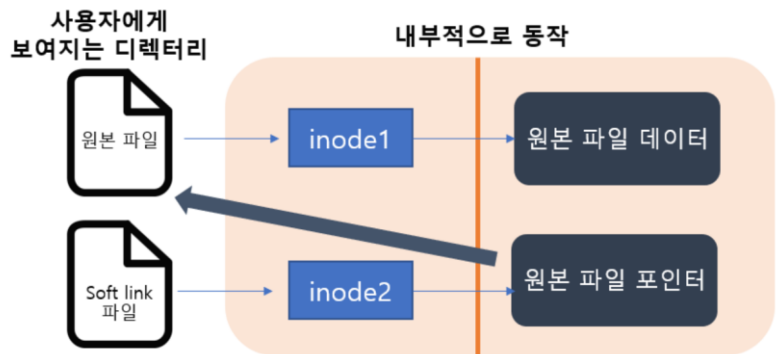 사용자에게
보여지는 디렉터리
내부적으로 동작
원본 파일
inode1
원본 파일 데이터
Soft link
파일
inode2
원본 파일 포인터